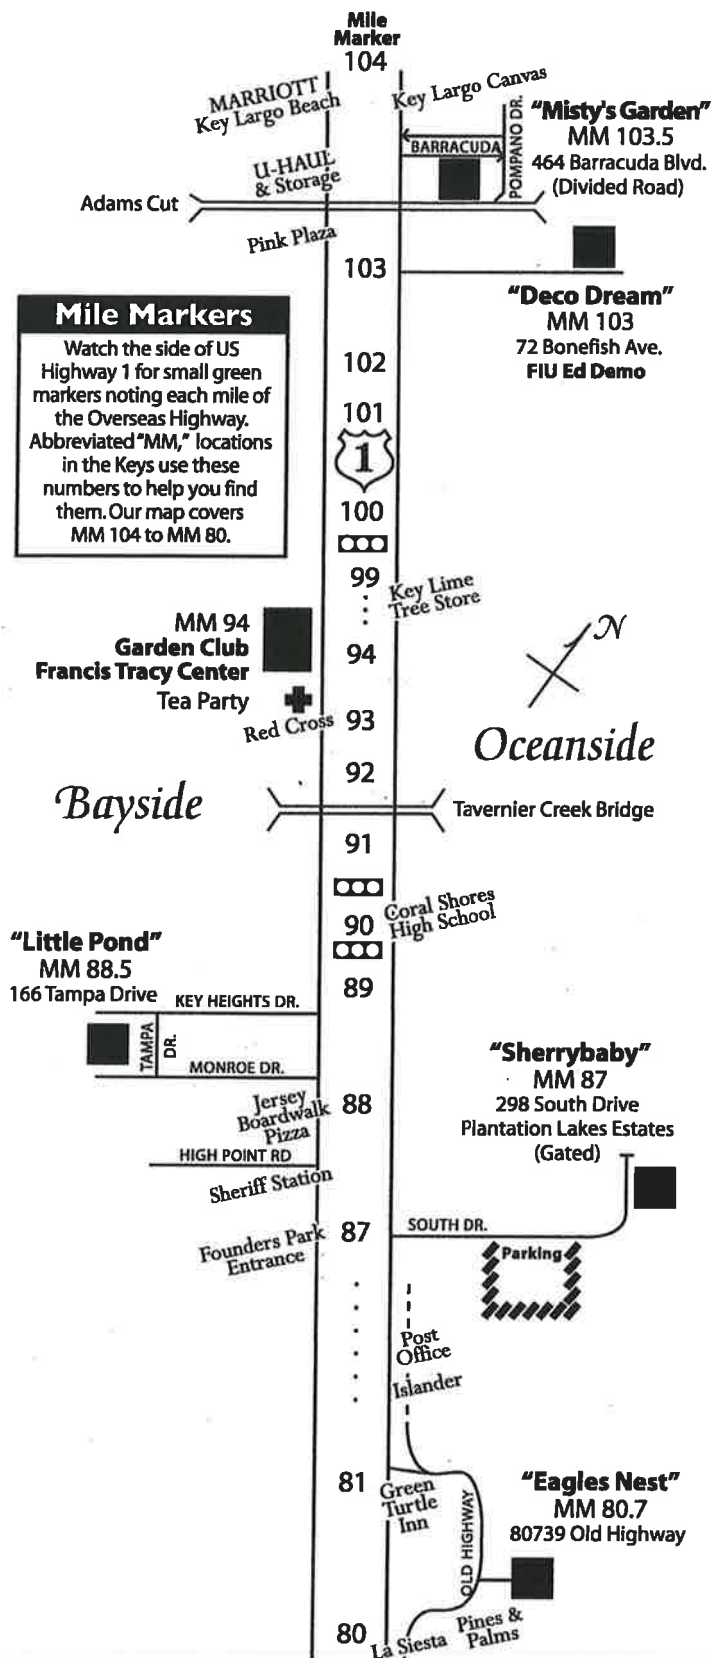 Mile
Marker
104
MARRIOTT
Key Largo Beach
Key Largo Canvas
"Misty's Garden"
MM 103.5
464 Barracuda Blvd.
(Divided Road)
BARRACUDA
POMPANO DR.
U-HAUL
& Storage
Adams Cut
Pink Plaza
103
"Deco Dream"
MM 103
72 Bonefish Ave.
FIU Ed Demo
Mile Markers
Watch the side of US
Highway 1 for small green
markers noting each mile of
the Overseas Highway.
Abbreviated "MM," locations
in the Keys use these
numbers to help you find
them. Our map covers
MM 104 to MM 80.
102
101
1
100
99
Key Lime
Tree Store
MM 94
Garden Club
Francis Tracy Center
Tea Party
94
N
Red Cross
93
Oceanside
92
Bayside
Tavernier Creek Bridge
91
Coral Shores
High School
90
"Little Pond"
MM 88.5
166 Tampa Drive
89
KEY HEIGHTS DR.
TAMPA
DR.
MONROE DR.
"Sherrybaby"
MM 87
298 South Drive
Plantation Lakes Estates
(Gated)
Jersey
Boardwalk
Pizza
88
HIGH POINT RD
Sheriff Station
87
SOUTH DR.
Founders Park
Entrance
Parking
Post
Office
Islander
81
Green
Turtle
Inn
OLD HIGHWAY
"Eagles Nest"
MM 80.7
80739 Old Highway
80
La Siesta
Pines &
Palms